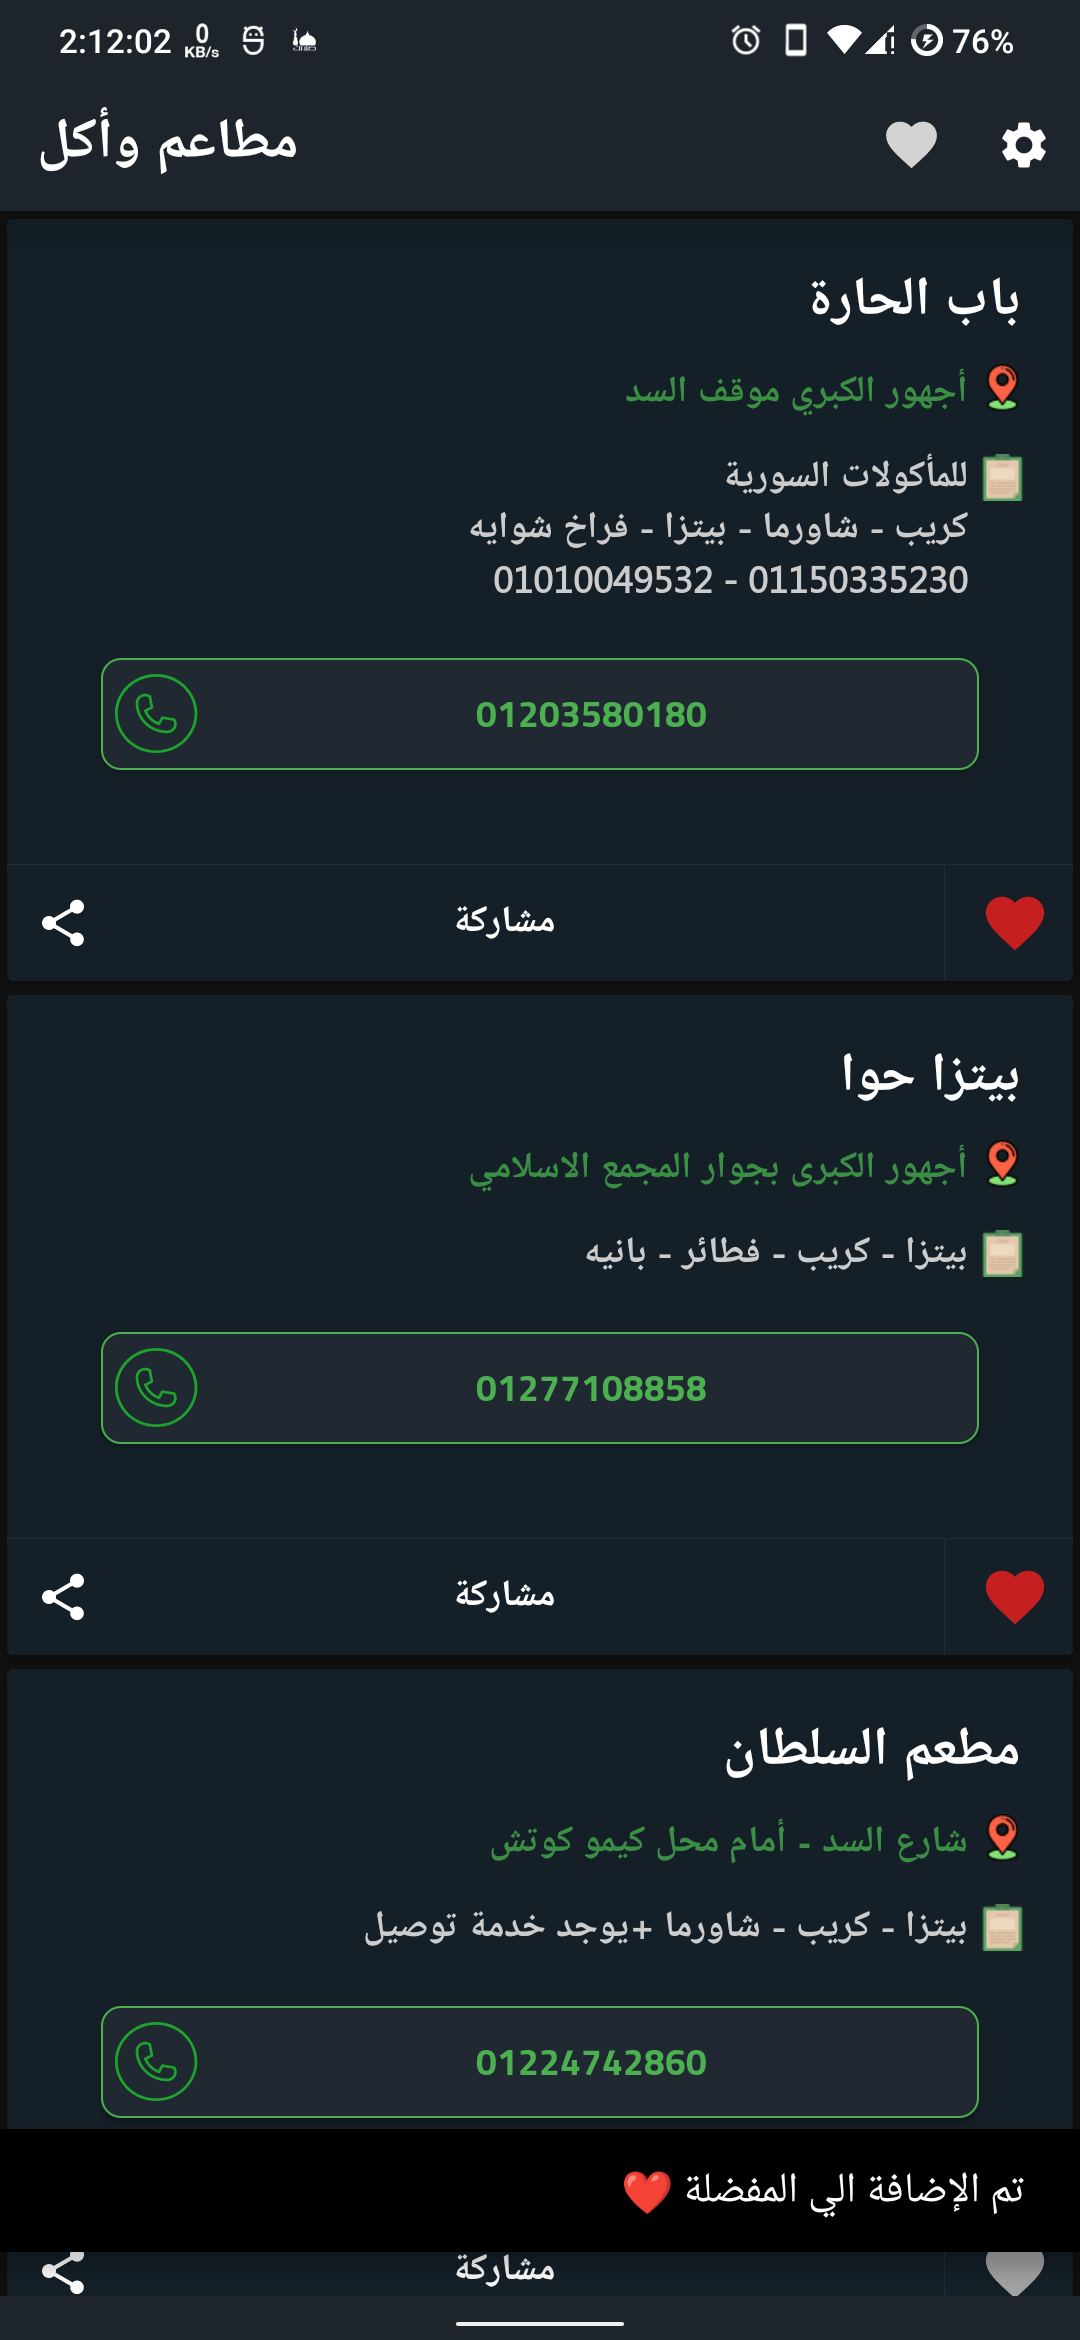 2:12:02 0 KB/s 76%
مطاعم وأكل
باب الحارة
أجهور الكبري موقف السد
للمأكولات السورية
كريب - شاورما - بيتزا - فراخ شوايه
01010049532 - 01150335230
01203580180
مشاركة
بيتزا حوا
أجهور الكبرى بجوار المجمع الاسلامي
بيتزا - كريب - فطائر - بانيه
01277108858
مشاركة
مطعم السلطان
شارع السد - أمام محل كيمو كوتش
بيتزا - كريب - شاورما +يوجد خدمة توصيل
01224742860
تم الإضافة الي المفضلة ❤️
مشاركة